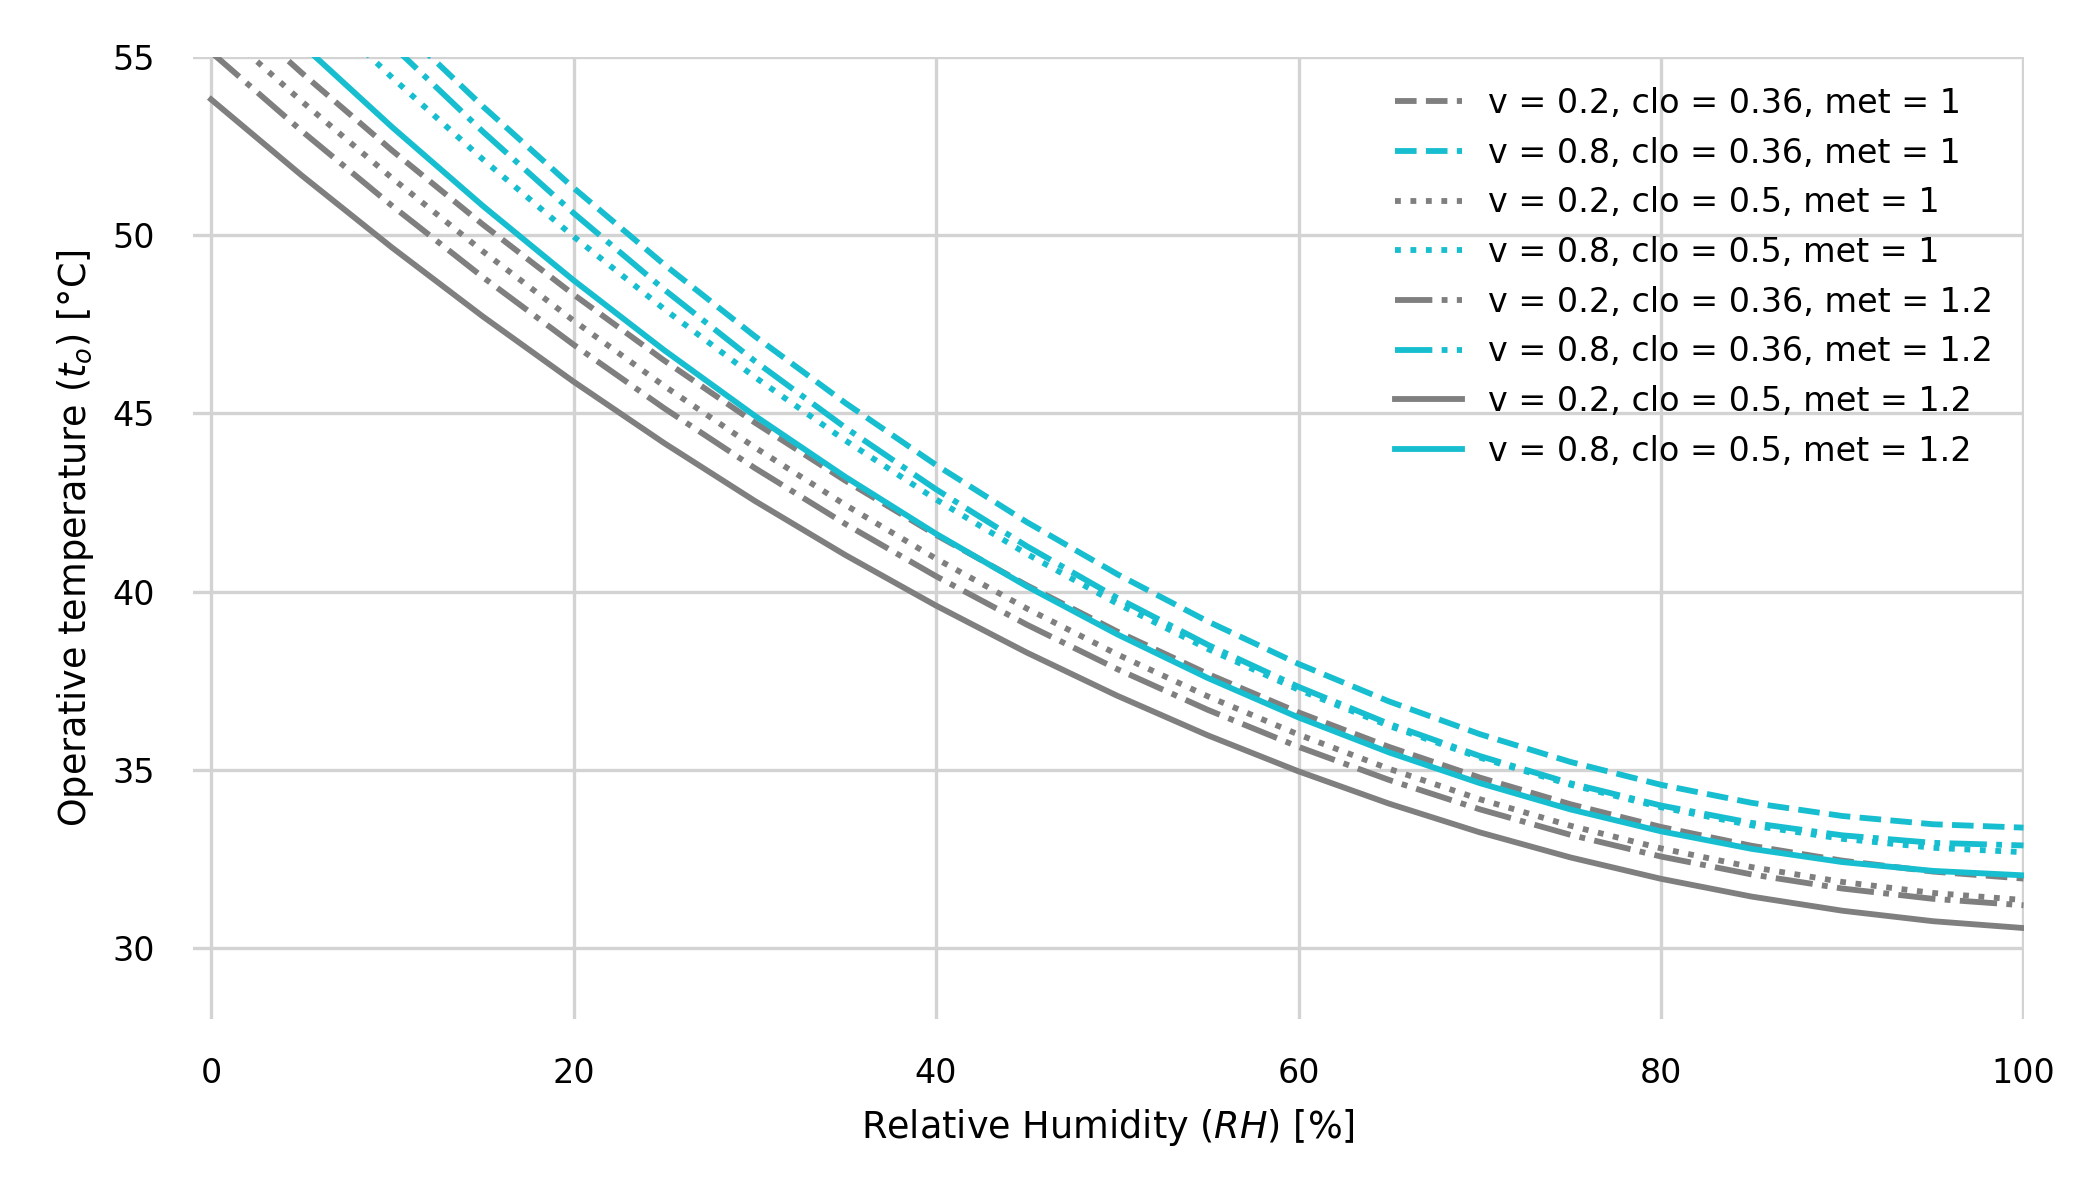 55
50
45
40
35
30
Operative temperature (tₒ) [°C]
v = 0.2, clo = 0.36, met = 1
v = 0.8, clo = 0.36, met = 1
v = 0.2, clo = 0.5, met = 1
v = 0.8, clo = 0.5, met = 1
v = 0.2, clo = 0.36, met = 1.2
v = 0.8, clo = 0.36, met = 1.2
v = 0.2, clo = 0.5, met = 1.2
v = 0.8, clo = 0.5, met = 1.2
0 20 40 60 80 100
Relative Humidity (RH) [%]